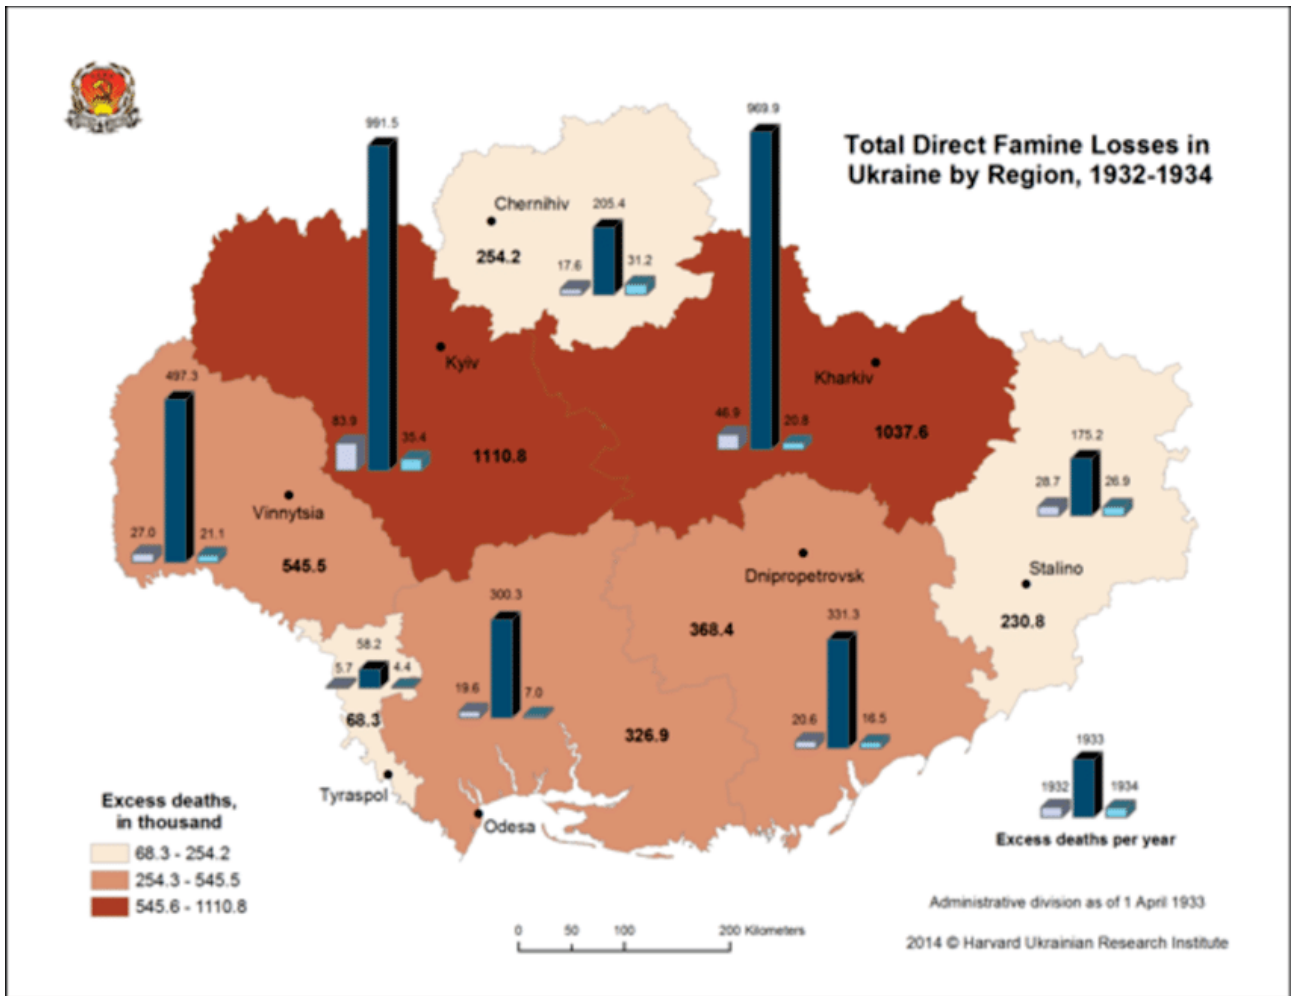 Total Direct Famine Losses in
Ukraine by Region, 1932-1934
991.5
969.9
Chernihiv
205.4
254.2
17.6
31.2
Kyiv
Kharkiv
497.3
83.9
35.4
1110.8
46.9
20.8
1037.6
175.2
28.7
26.9
Vinnytsia
27.0
21.1
545.5
Dnipropetrovsk
Stalino
230.8
300.3
368.4
331.3
58.2
5.7
4.4
19.6
7.0
68.3
326.9
20.6
16.5
Tyraspol
Odesa
1933
1932
1934
Excess deaths per year
Excess deaths,
in thousand
68.3 - 254.2
254.3 - 545.5
545.6 - 1110.8
0 50 100 200 Kilometers
Administrative division as of 1 April 1933
2014 © Harvard Ukrainian Research Institute